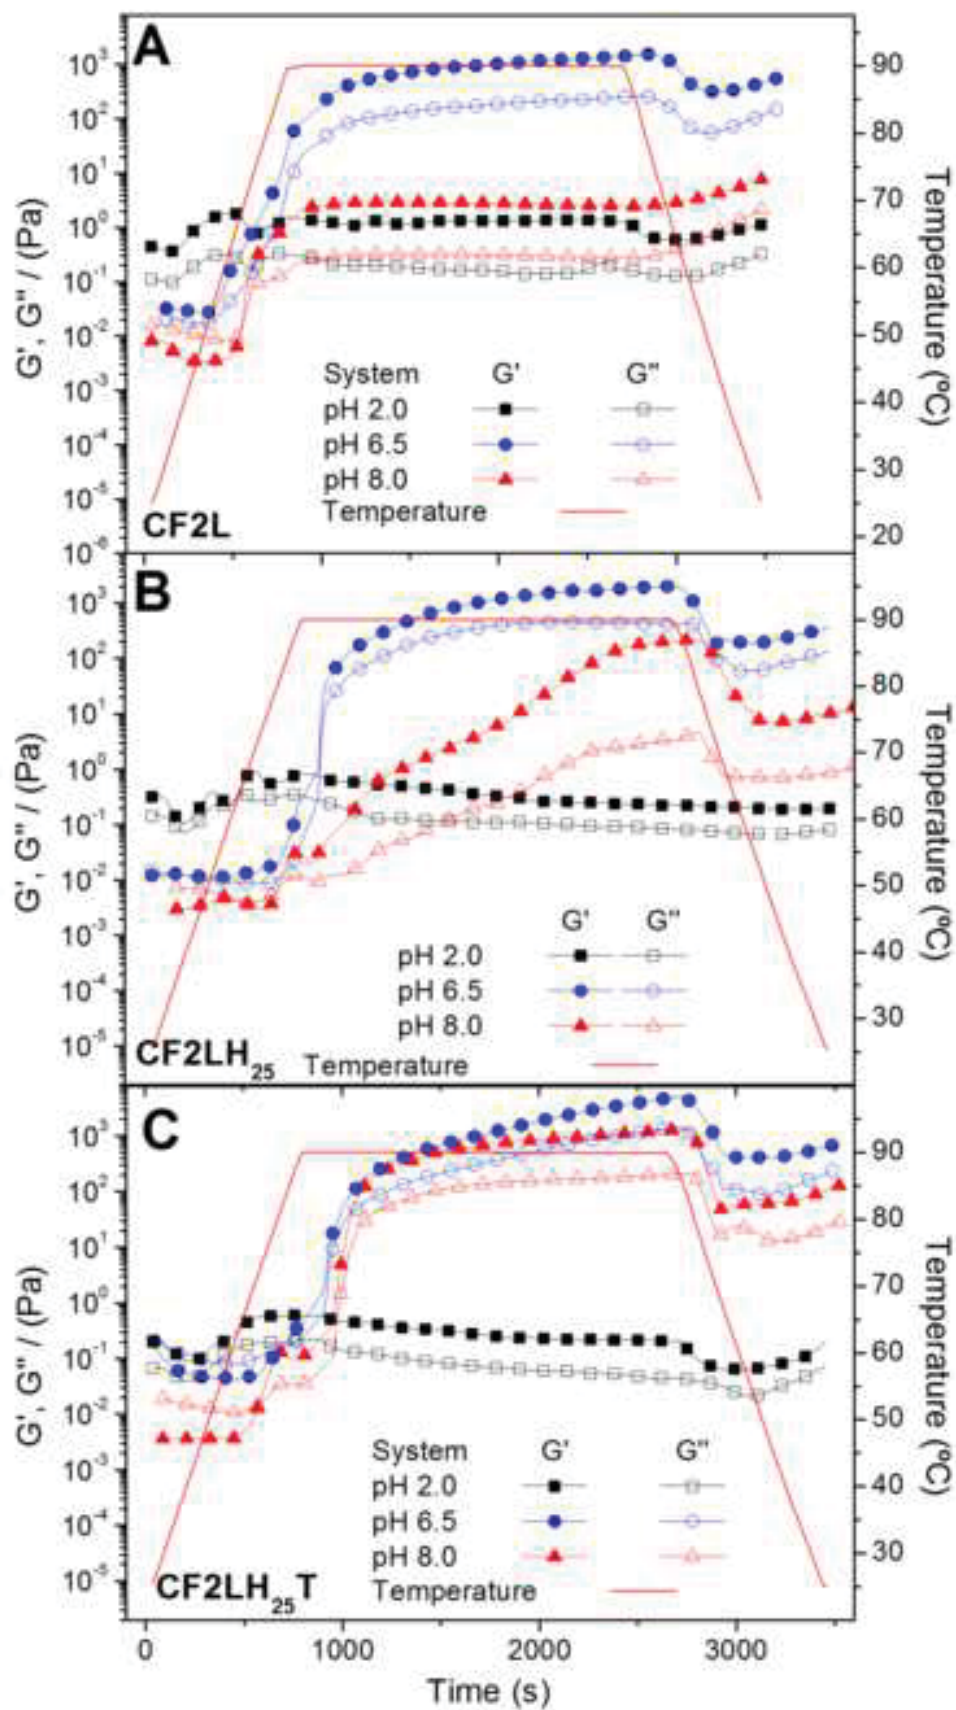 A
10³
10²
10¹
10⁰
10⁻¹
10⁻²
10⁻³
10⁻⁴
10⁻⁵
10⁻⁶
G', G'' / (Pa)
90
80
70
60
50
40
30
20
Temperature (ºC)
System G' G''
pH 2.0
pH 6.5
pH 8.0
Temperature
CF2L
B
10³
10²
10¹
10⁰
10⁻¹
10⁻²
10⁻³
10⁻⁴
10⁻⁵
G', G'' / (Pa)
90
80
70
60
50
40
30
Temperature (ºC)
G' G''
pH 2.0
pH 6.5
pH 8.0
Temperature
CF2LH₂₅
C
10³
10²
10¹
10⁰
10⁻¹
10⁻²
10⁻³
10⁻⁴
10⁻⁵
G', G'' / (Pa)
90
80
70
60
50
40
30
Temperature (ºC)
System G' G''
pH 2.0
pH 6.5
pH 8.0
Temperature
CF2LH₂₅T
0 1000 2000 3000
Time (s)